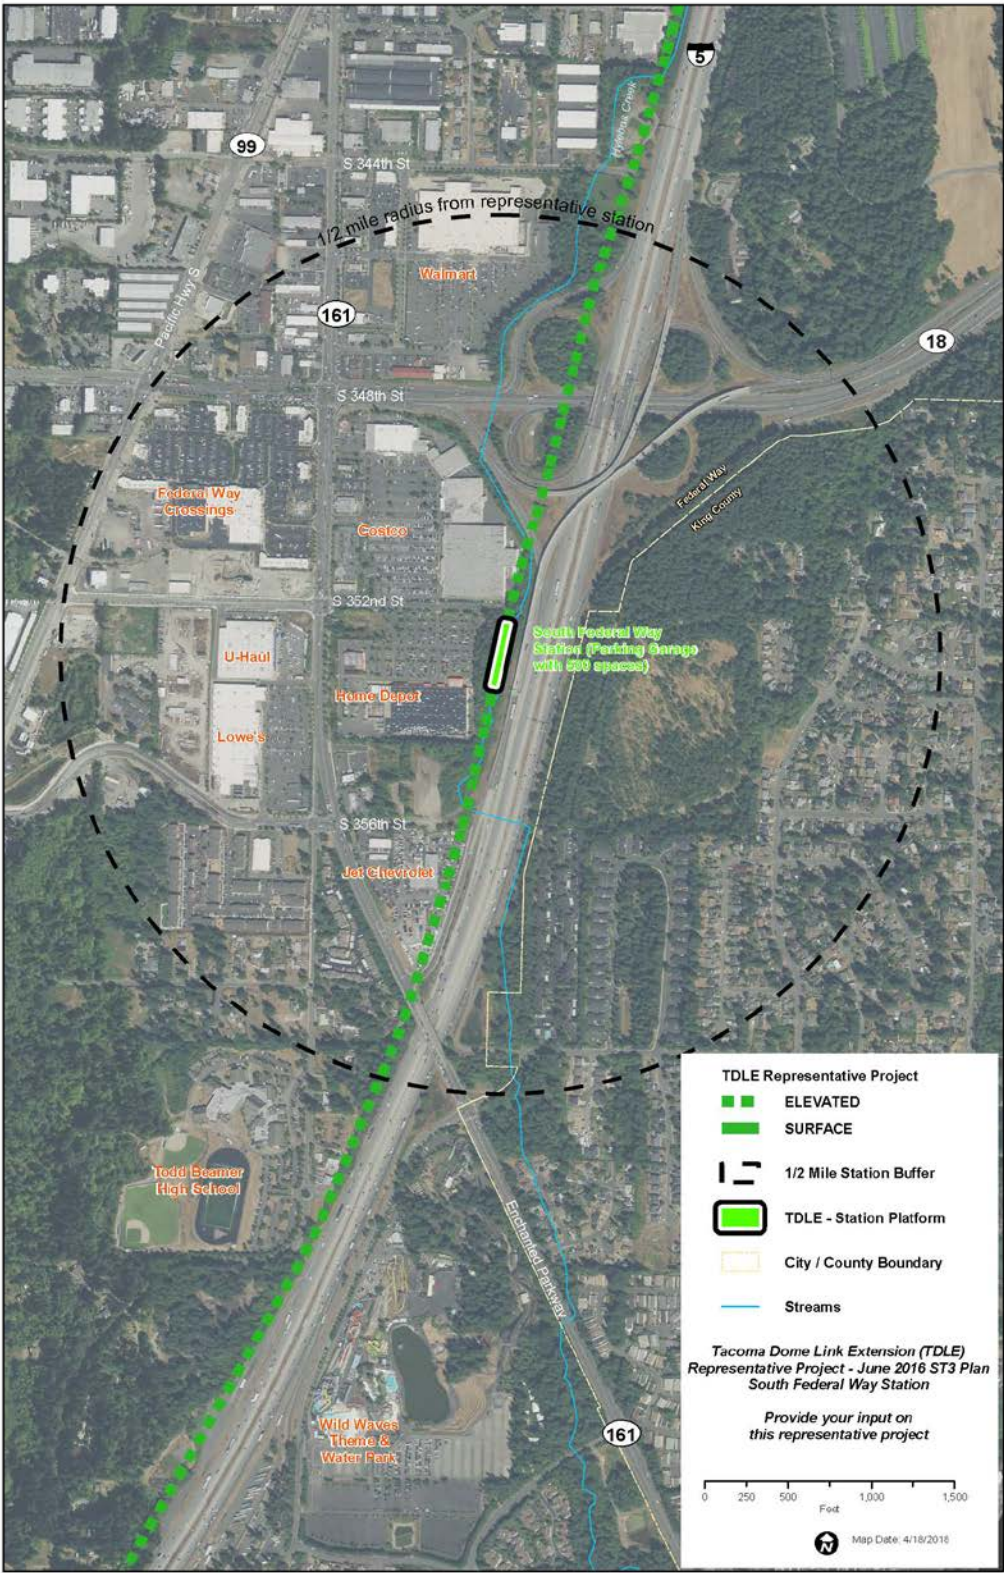 5
Hylebos Creek
99
S 344th St
1/2 mile radius from representative station
Walmart
Pacific Hwy S
161
18
S 348th St
Federal Way
King County
Federal Way
Crossings
Costco
S 352nd St
South Federal Way
Station (Parking Garage
with 500 spaces)
U-Haul
Home Depot
Lowe's
S 356th St
Jet Chevrolet
TDLE Representative Project
ELEVATED
SURFACE
1/2 Mile Station Buffer
TDLE - Station Platform
City / County Boundary
Streams
Tacoma Dome Link Extension (TDLE)
Representative Project - June 2016 ST3 Plan
South Federal Way Station
Provide your input on
this representative project
0 250 500 1,000 1,500
Feet
N
Map Date: 4/18/2018
Todd Beamer
High School
Enchanted Parkway
Wild Waves
Theme &
Water Park
161